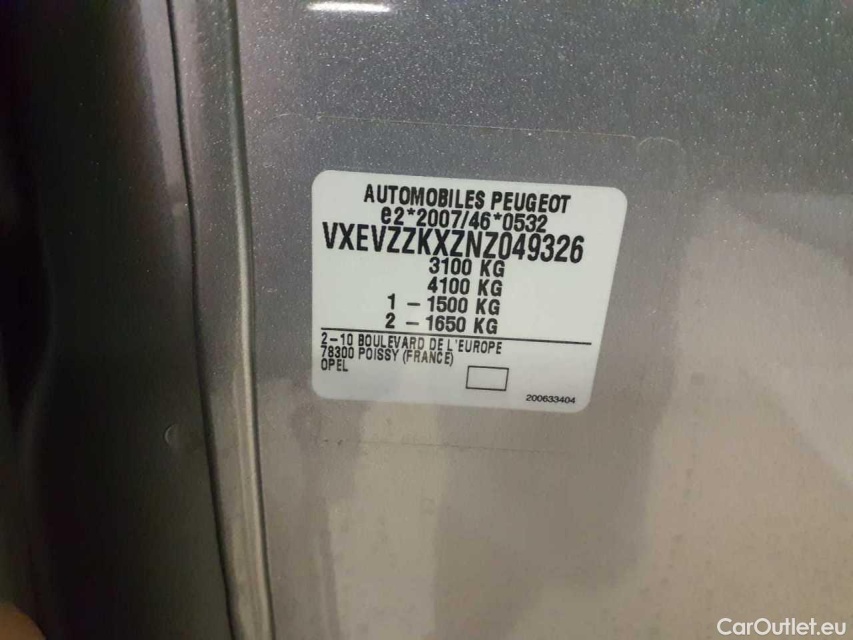 AUTOMOBILES PEUGEOT
e2*2007/46*0532
VXEVZZKXZNZ049326
3100 KG
4100 KG
1 - 1500 KG
2 - 1650 KG
2-10 BOULEVARD DE L'EUROPE
78300 POISSY (FRANCE)
OPEL
200633404
CarOutlet.eu